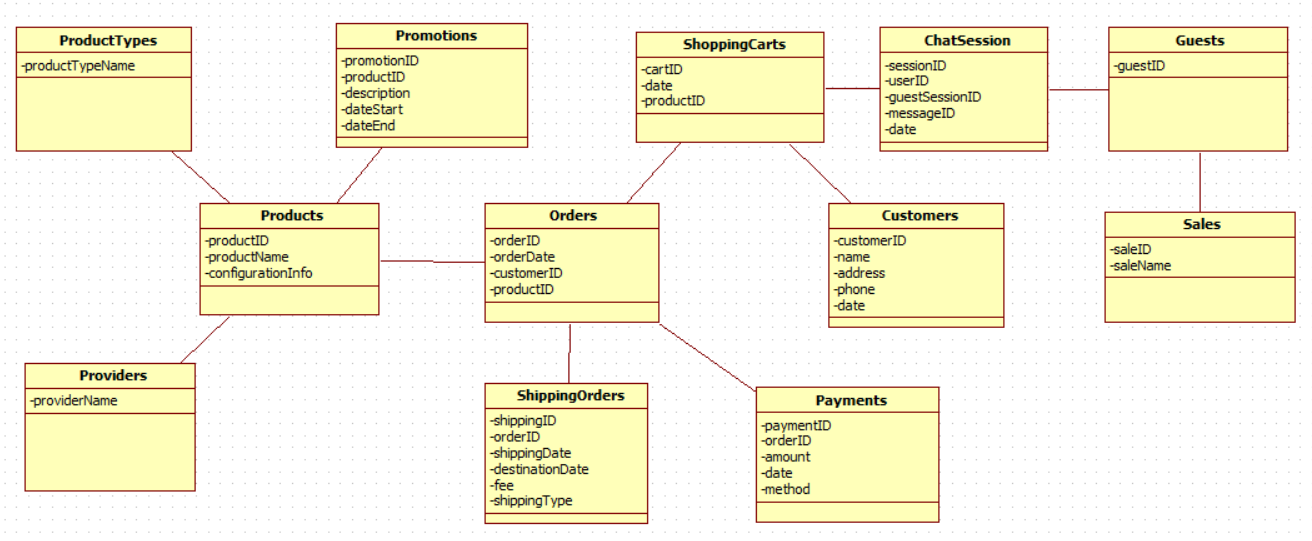 ProductTypes
-productTypeName
Promotions
-promotionID
-productID
-description
-dateStart
-dateEnd
ShoppingCarts
-cartID
-date
-productID
ChatSession
-sessionID
-userID
-guestSessionID
-messageID
-date
Guests
-guestID
Products
-productID
-productName
-configurationInfo
Orders
-orderID
-orderDate
-customerID
-productID
Customers
-customerID
-name
-address
-phone
-date
Sales
-saleID
-saleName
Providers
-providerName
ShippingOrders
-shippingID
-orderID
-shippingDate
-destinationDate
-fee
-shippingType
Payments
-paymentID
-orderID
-amount
-date
-method